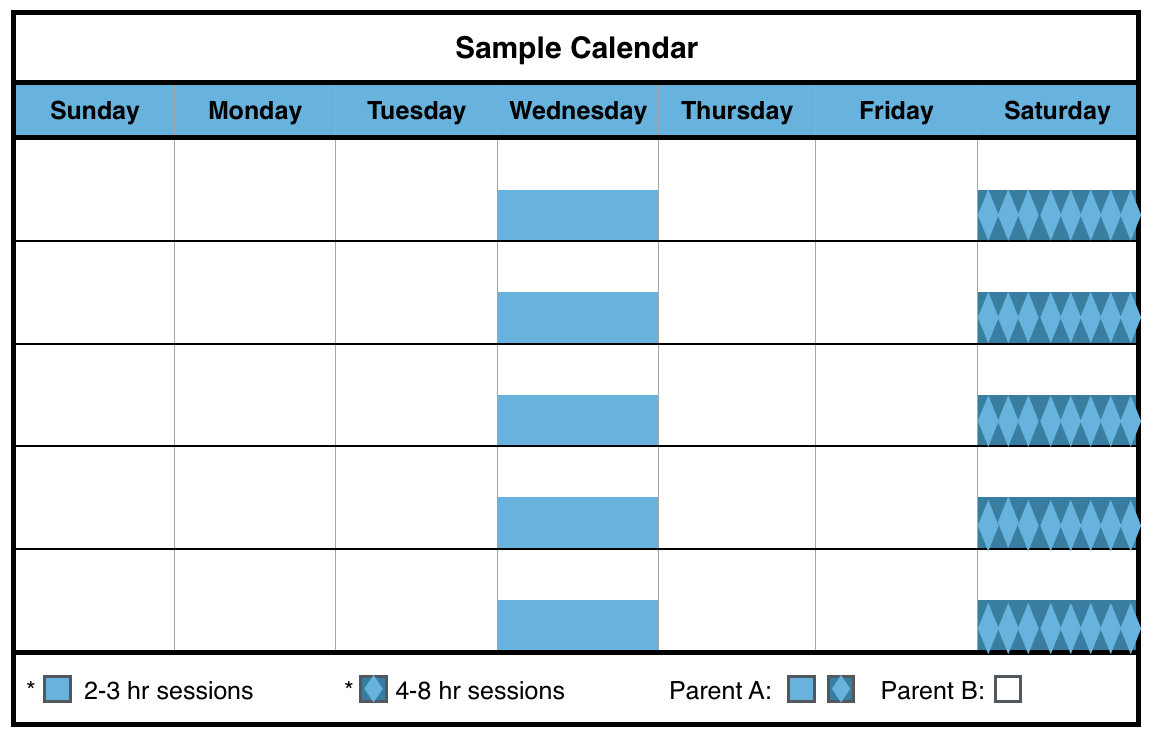 Sample Calendar
Sunday Monday Tuesday Wednesday Thursday Friday Saturday
* 2-3 hr sessions * 4-8 hr sessions Parent A: Parent B: